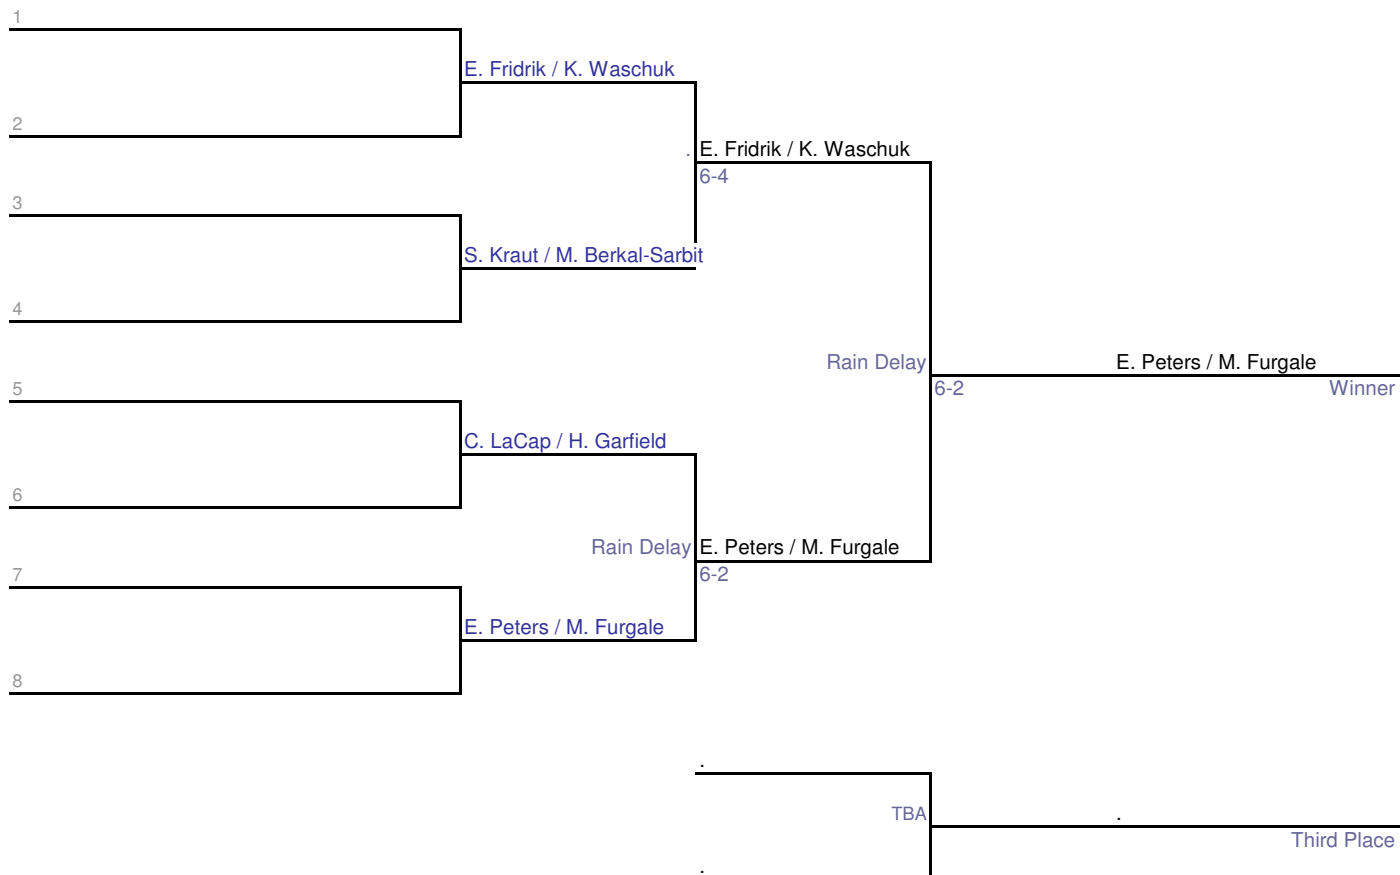 1
E. Fridrik / K. Waschuk
2
. E. Fridrik / K. Waschuk
6-4
3
S. Kraut / M. Berkal-Sarbit
4
Rain Delay
E. Peters / M. Furgale
6-2
Winner
5
C. LaCap / H. Garfield
6
Rain Delay
E. Peters / M. Furgale
6-2
7
E. Peters / M. Furgale
8
.
TBA
.
Third Place
.